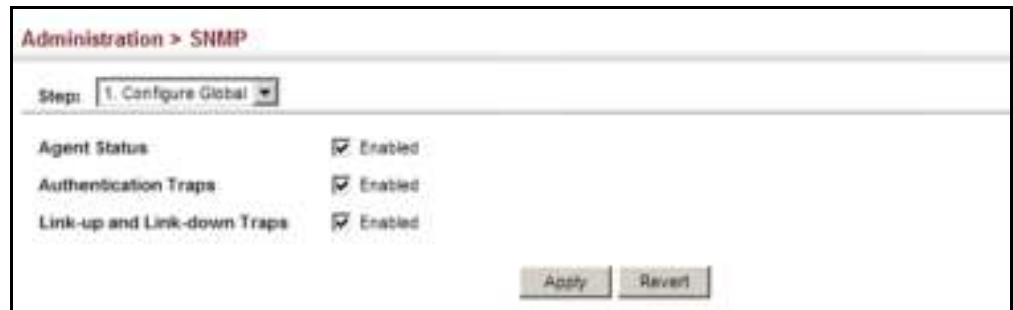 Administration > SNMP
Step: 1. Configure Global
Agent Status Enabled
Authentication Traps Enabled
Link-up and Link-down Traps Enabled
Apply Revert